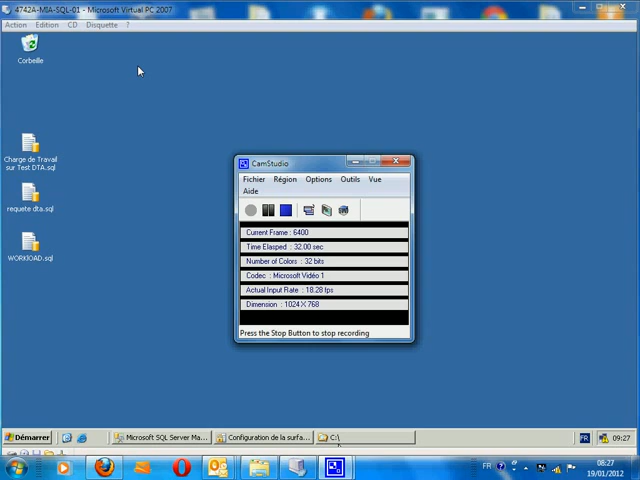 4742A-MIA-SQL-01 - Microsoft Virtual PC 2007
Action Edition CD Disquette ?
Corbeille
Charge de Travail
sur Test DTA.sql
requete dta.sql
WORKlOAD.sql
CamStudio
Fichier Région Options Outils Vue
Aide
Current Frame : 6400
Time Elasped : 32.00 sec
Number of Colors : 32 bits
Codec : Microsoft Vidéo 1
Actual Input Rate : 18.28 fps
Dimension : 1024 X 768
Press the Stop Button to stop recording
Démarrer Microsoft SQL Server Ma... Configuration de la surfa... C:\ FR 09:27
FR 08:27
19/01/2012